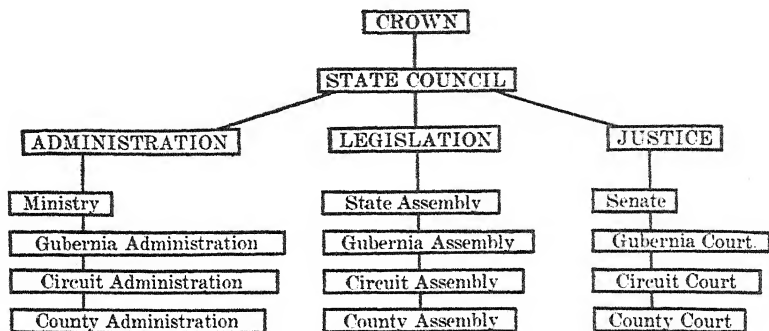 CROWN
STATE COUNCIL
ADMINISTRATION
LEGISLATION
JUSTICE
Ministry
State Assembly
Senate
Gubernia Administration
Gubernia Assembly
Gubernia Court.
Circuit Administration
Circuit Assembly
Circuit Court
County Administration
County Assembly
County Court